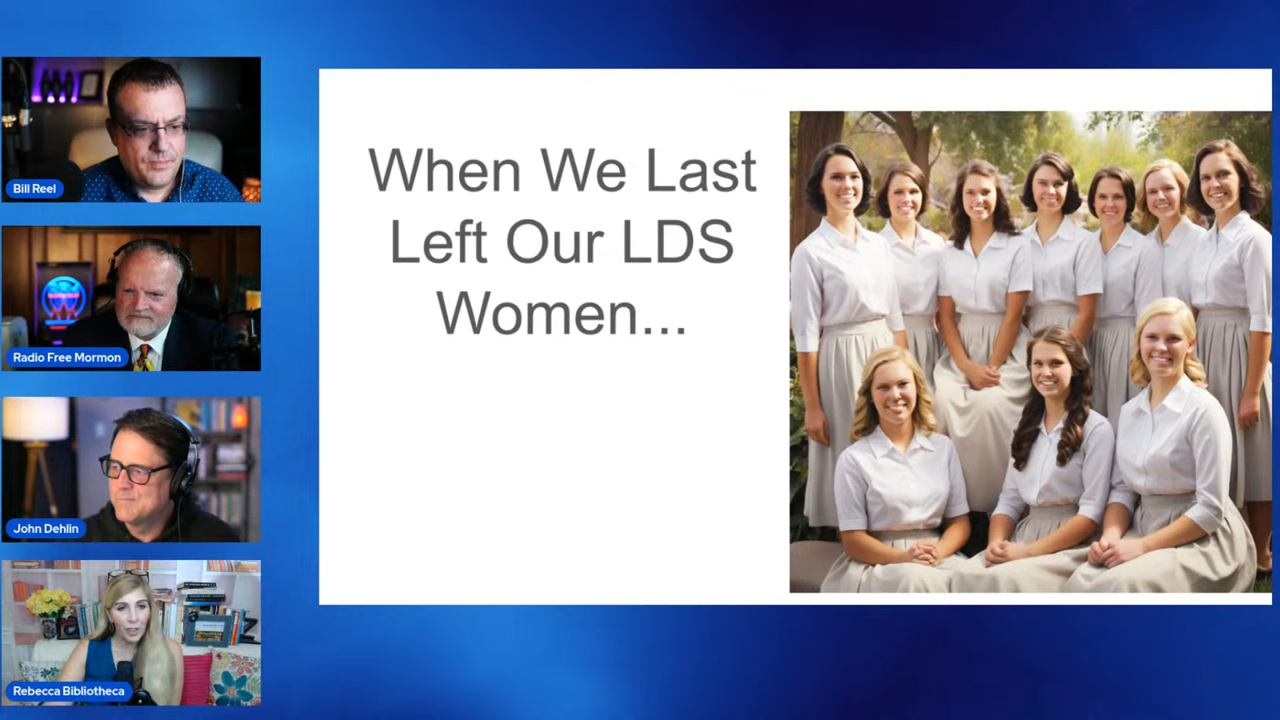 Bill Reel
Radio Free Mormon
John Dehlin
Rebecca Bibliotheca
When We Last
Left Our LDS
Women...